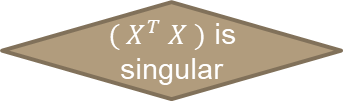 ( 𝑋ᵀ 𝑋 ) is
singular